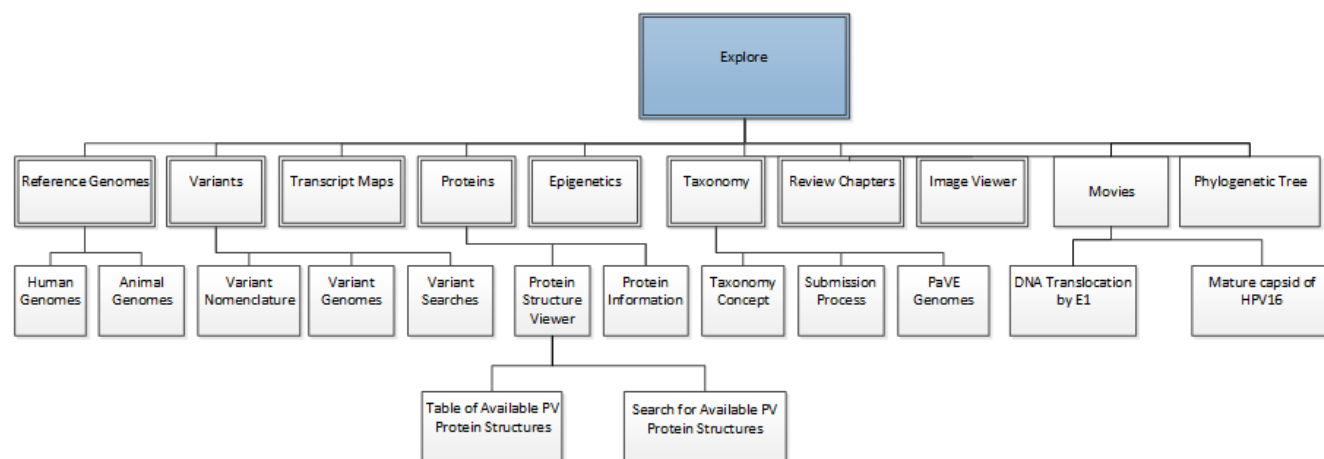 Explore
Reference Genomes
Variants
Transcript Maps
Proteins
Epigenetics
Taxonomy
Review Chapters
Image Viewer
Movies
Phylogenetic Tree
Human
Genomes
Animal
Genomes
Variant
Nomenclature
Variant
Genomes
Variant
Searches
Protein
Structure
Viewer
Protein
Information
Taxonomy
Concept
Submission
Process
PaVE
Genomes
DNA Translocation
by E1
Mature capsid of
HPV16
Table of Available PV
Protein Structures
Search for Available PV
Protein Structures